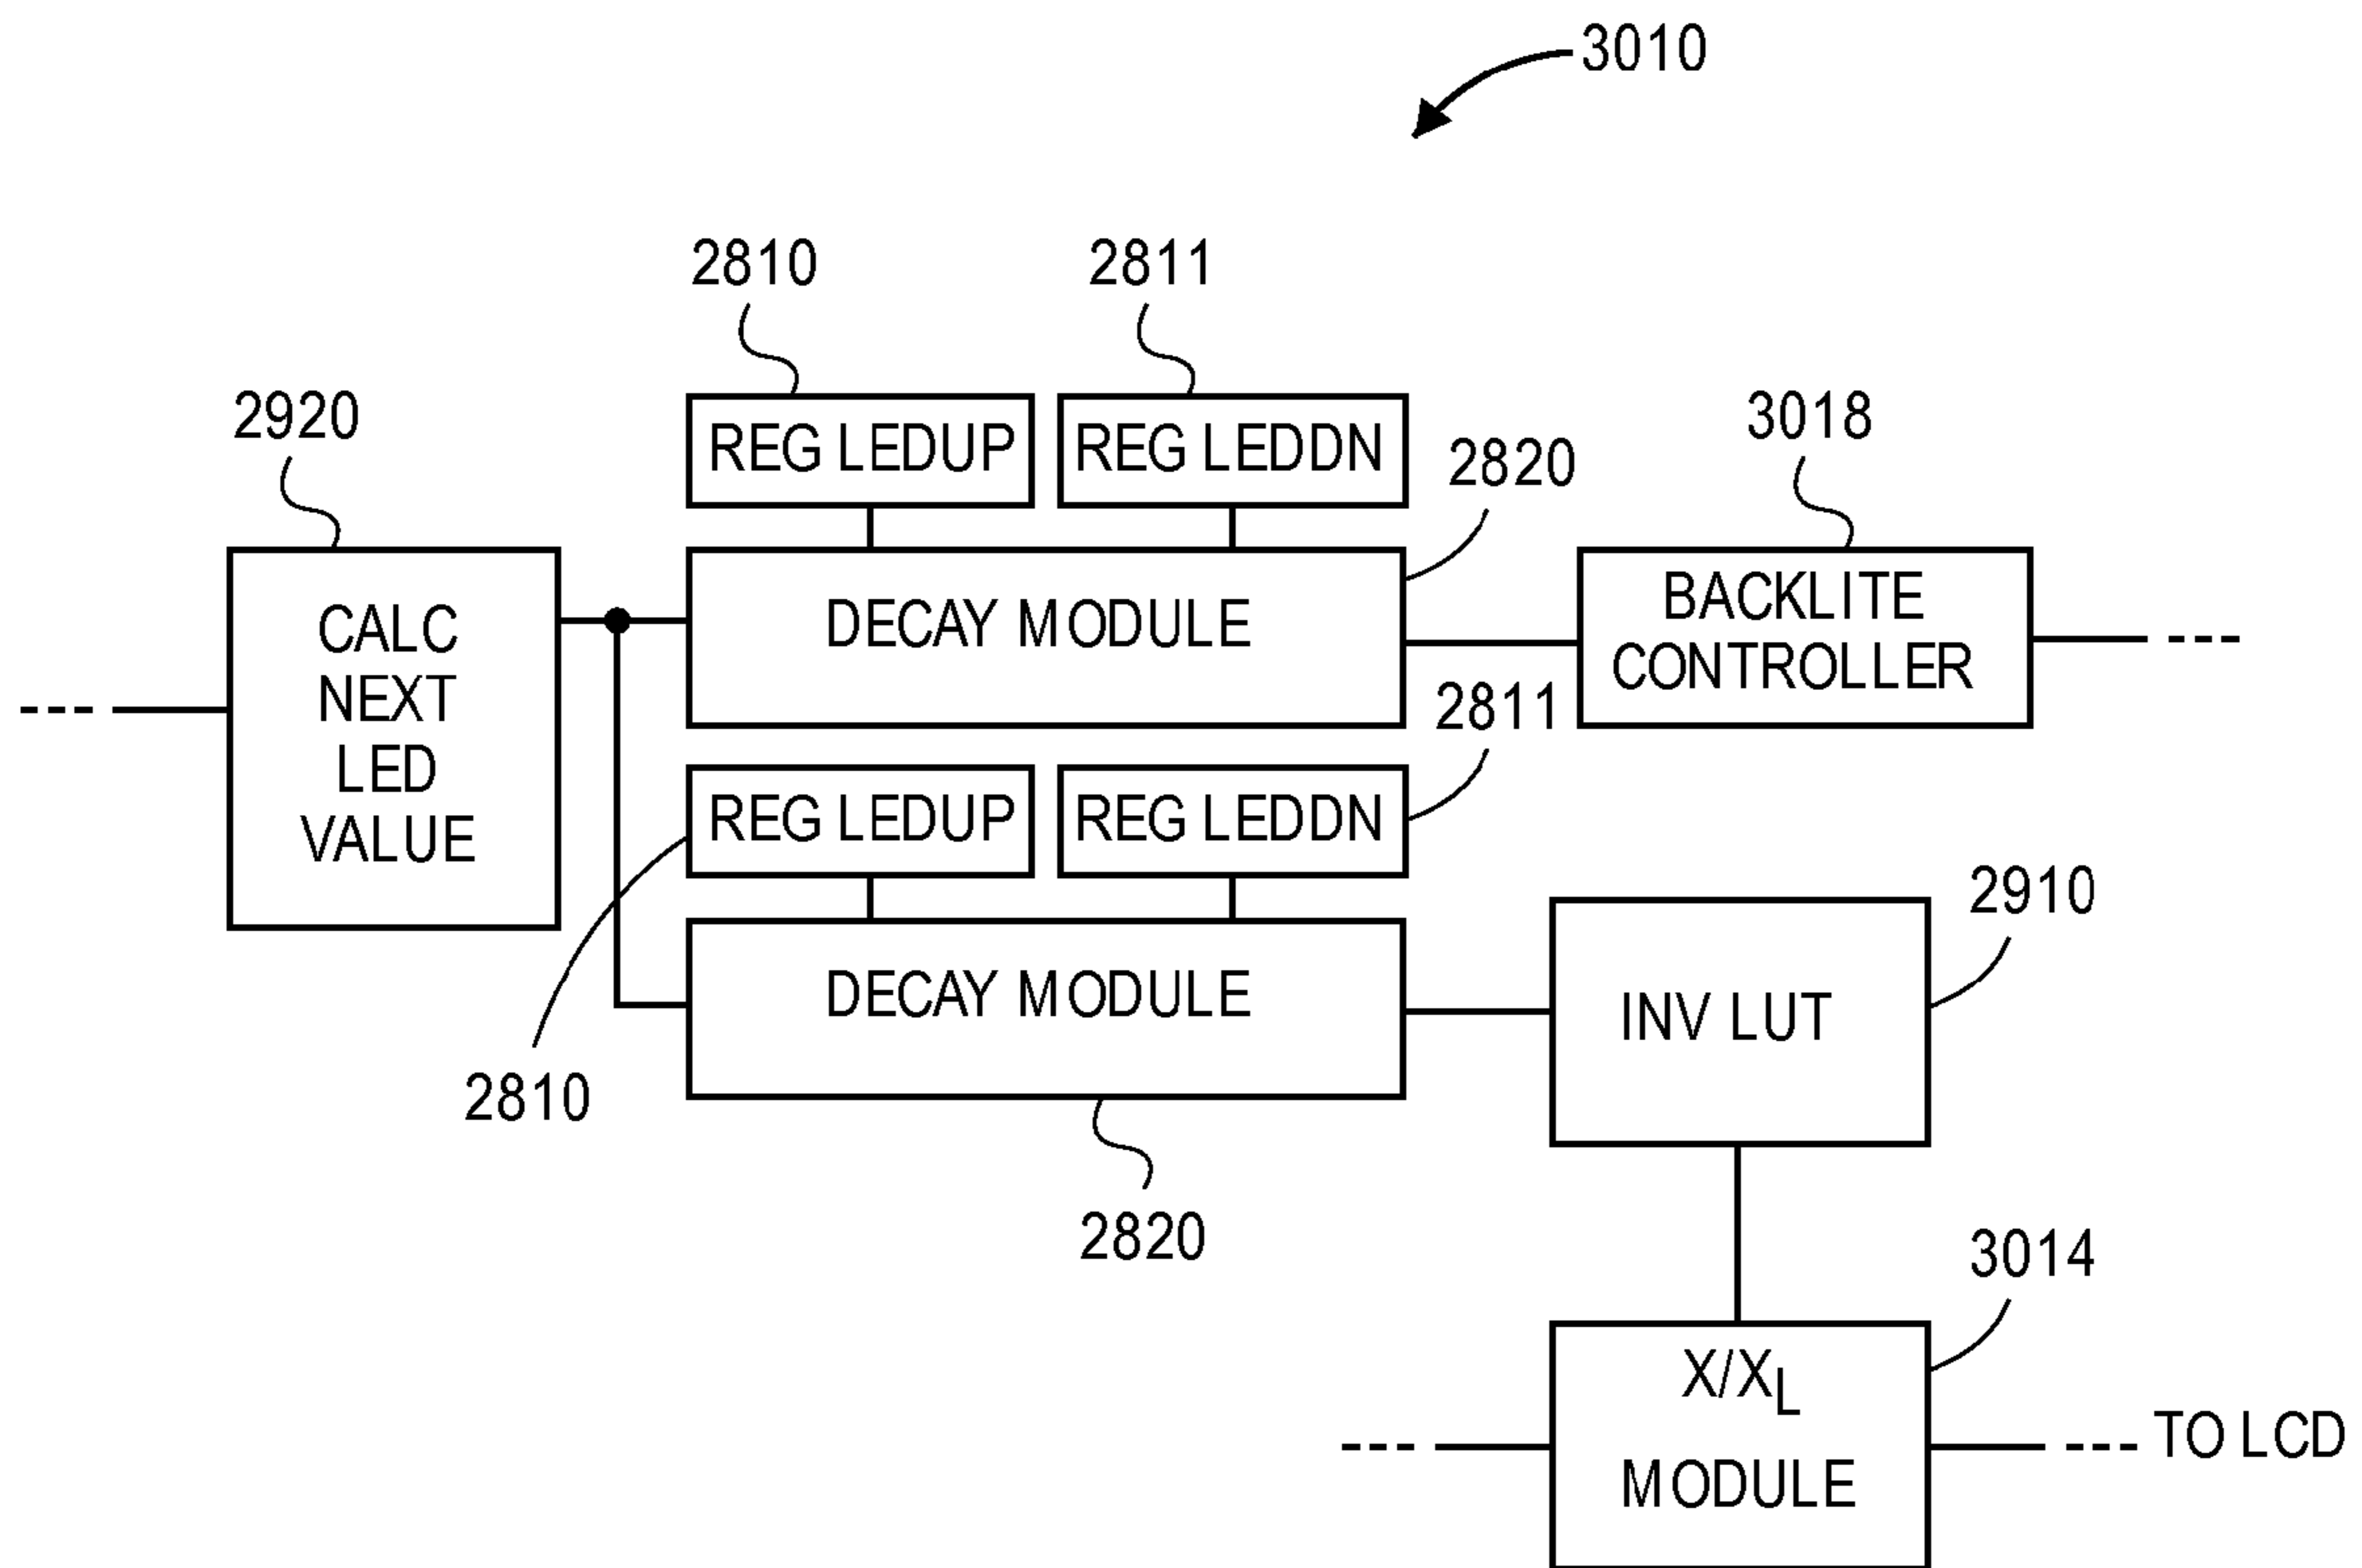 3010
2810
2811
2920
REG LEDUP
REG LEDDN
2820
3018
CALC
NEXT
LED
VALUE
DECAY MODULE
BACKLITE
CONTROLLER
2811
REG LEDUP
REG LEDDN
2810
DECAY MODULE
2820
2910
INV LUT
3014
X/XL
MODULE
TO LCD